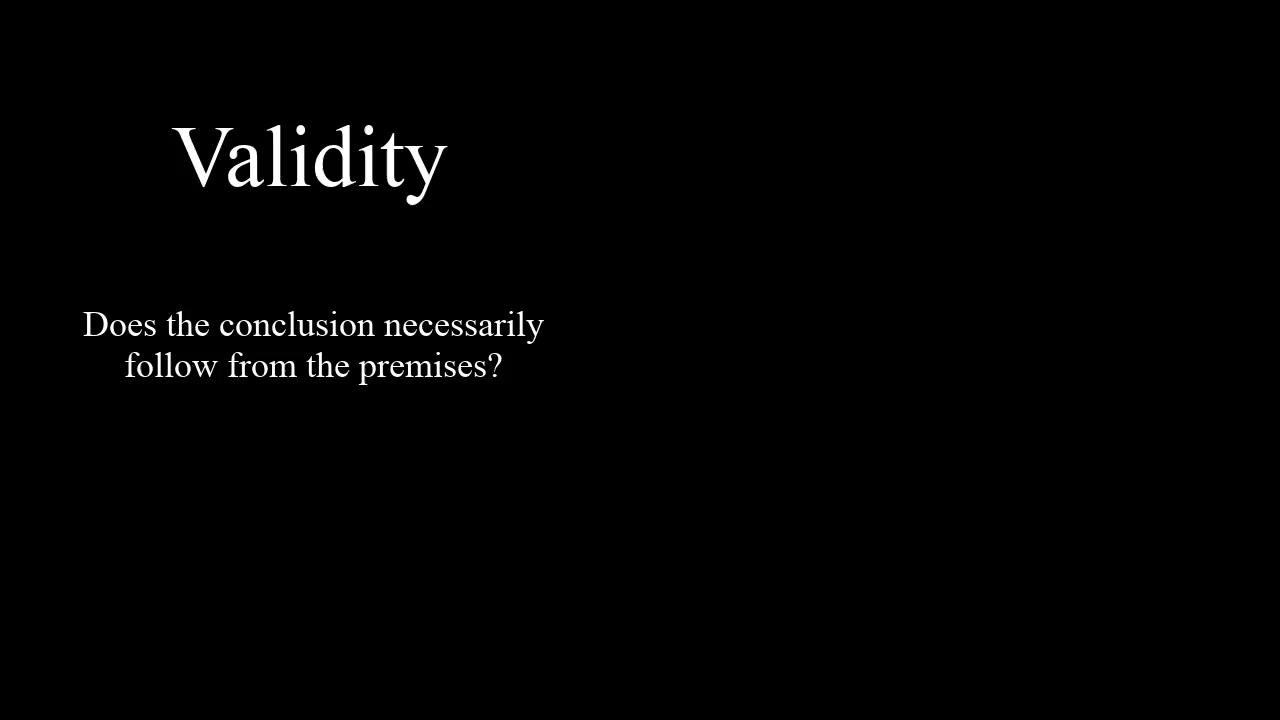 Validity
Does the conclusion necessarily
follow from the premises?